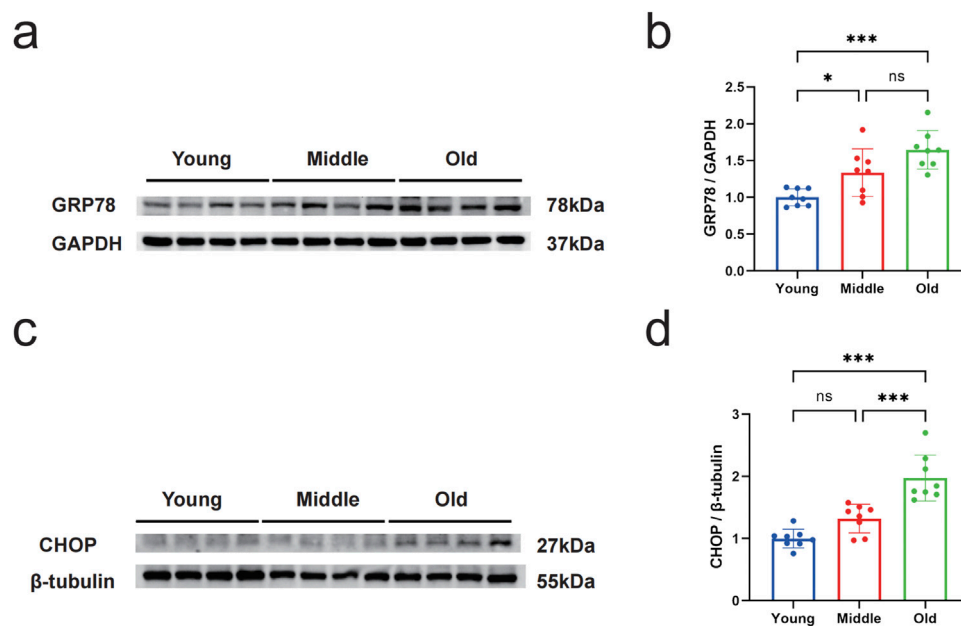 a
Young Middle Old
GRP78 78kDa
GAPDH 37kDa
b
***
* ns
GRP78 / GAPDH
2.5
2.0
1.5
1.0
0.5
0.0
Young Middle Old
c
Young Middle Old
CHOP 27kDa
β-tubulin 55kDa
d
***
ns ***
CHOP / β-tubulin
3
2
1
0
Young Middle Old